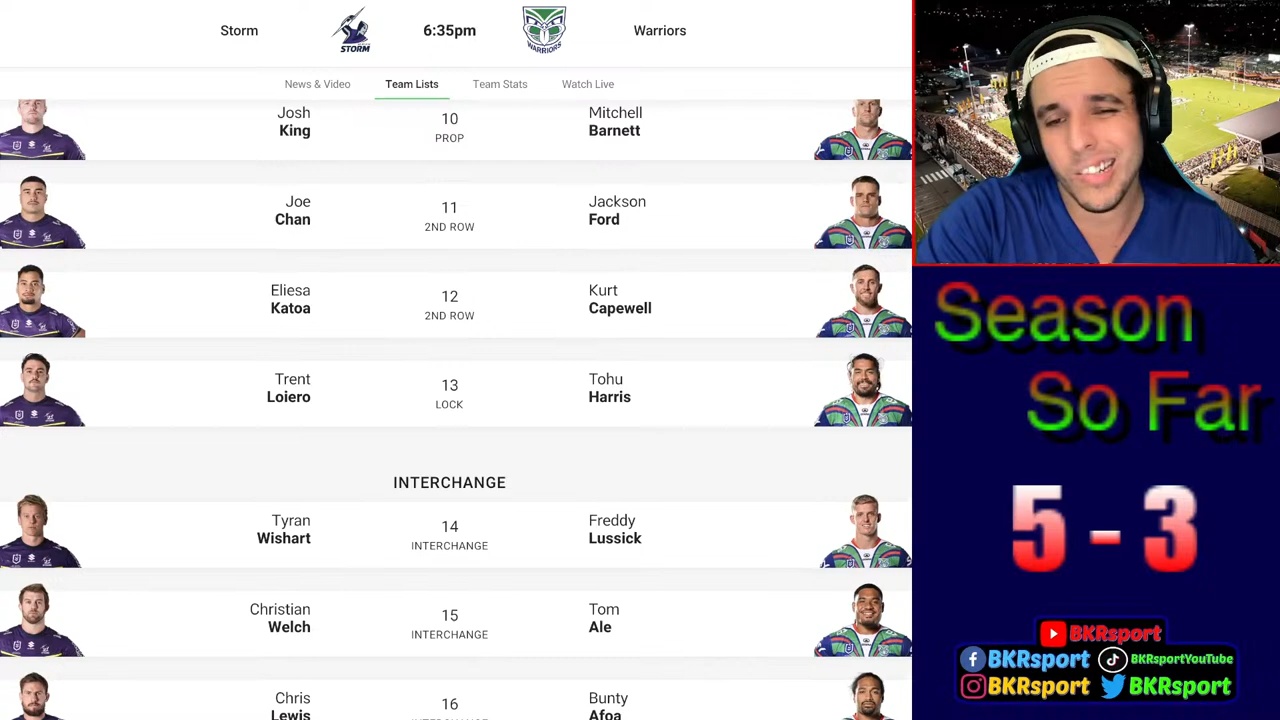 Storm
STORM
6:35pm
WARRIORS
Warriors
News & Video
Team Lists
Team Stats
Watch Live
Josh
King
10
PROP
Mitchell
Barnett
Joe
Chan
11
2ND ROW
Jackson
Ford
Eliesa
Katoa
12
2ND ROW
Kurt
Capewell
Trent
Loiero
13
LOCK
Tohu
Harris
INTERCHANGE
Tyran
Wishart
14
INTERCHANGE
Freddy
Lussick
Christian
Welch
15
INTERCHANGE
Tom
Ale
Chris
Lewis
16
INTERCHANGE
Bunty
Afoa
Season
So Far
5 - 3
BKRsport
BKRsport
BKRsportYouTube
BKRsport
BKRsport